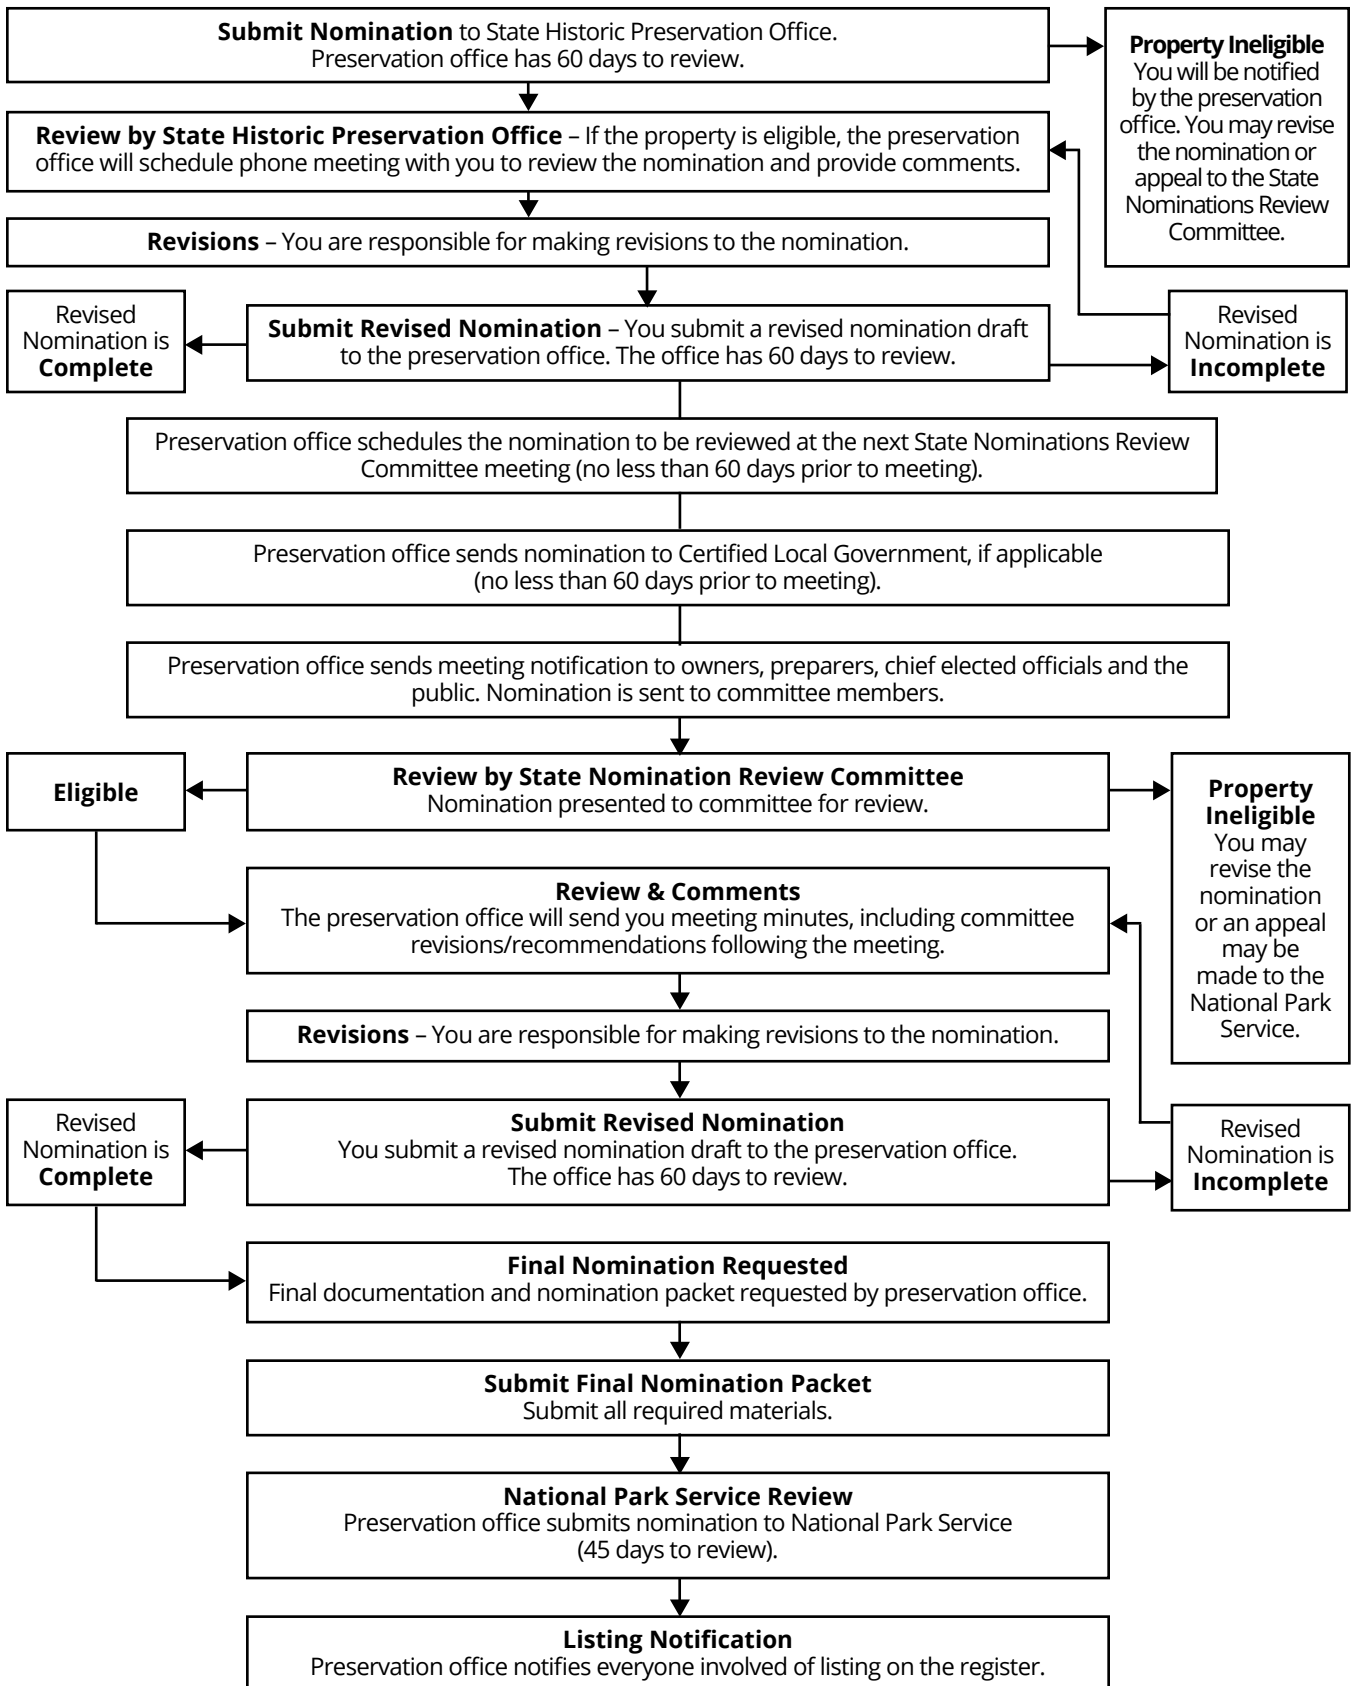 Submit Nomination to State Historic Preservation Office.
Preservation office has 60 days to review.
Property Ineligible
You will be notified
by the preservation
office. You may revise
the nomination or
appeal to the State
Nominations Review
Committee.
Review by State Historic Preservation Office – If the property is eligible, the preservation
office will schedule phone meeting with you to review the nomination and provide comments.
Revisions – You are responsible for making revisions to the nomination.
Revised
Nomination is
Complete
Submit Revised Nomination – You submit a revised nomination draft
to the preservation office. The office has 60 days to review.
Revised
Nomination is
Incomplete
Preservation office schedules the nomination to be reviewed at the next State Nominations Review
Committee meeting (no less than 60 days prior to meeting).
Preservation office sends nomination to Certified Local Government, if applicable
(no less than 60 days prior to meeting).
Preservation office sends meeting notification to owners, preparers, chief elected officials and the
public. Nomination is sent to committee members.
Eligible
Review by State Nomination Review Committee
Nomination presented to committee for review.
Property
Ineligible
You may
revise the
nomination
or an appeal
may be
made to the
National Park
Service.
Review & Comments
The preservation office will send you meeting minutes, including committee
revisions/recommendations following the meeting.
Revisions – You are responsible for making revisions to the nomination.
Revised
Nomination is
Complete
Submit Revised Nomination
You submit a revised nomination draft to the preservation office.
The office has 60 days to review.
Revised
Nomination is
Incomplete
Final Nomination Requested
Final documentation and nomination packet requested by preservation office.
Submit Final Nomination Packet
Submit all required materials.
National Park Service Review
Preservation office submits nomination to National Park Service
(45 days to review).
Listing Notification
Preservation office notifies everyone involved of listing on the register.